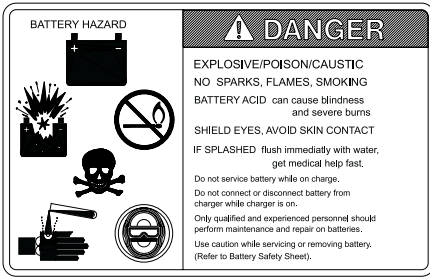 BATTERY HAZARD
DANGER
EXPLOSIVE/POISON/CAUSTIC
NO SPARKS, FLAMES, SMOKING
BATTERY ACID can cause blindness
and severe burns
SHIELD EYES, AVOID SKIN CONTACT
IF SPLASHED flush immediatly with water,
get medical help fast.
Do not service battery while on charge.
Do not connect or disconnect battery from
charger while charger is on.
Only qualified and experienced personnel should
perform maintenance and repair on batteries.
Use caution while servicing or removing battery.
(Refer to Battery Safety Sheet).